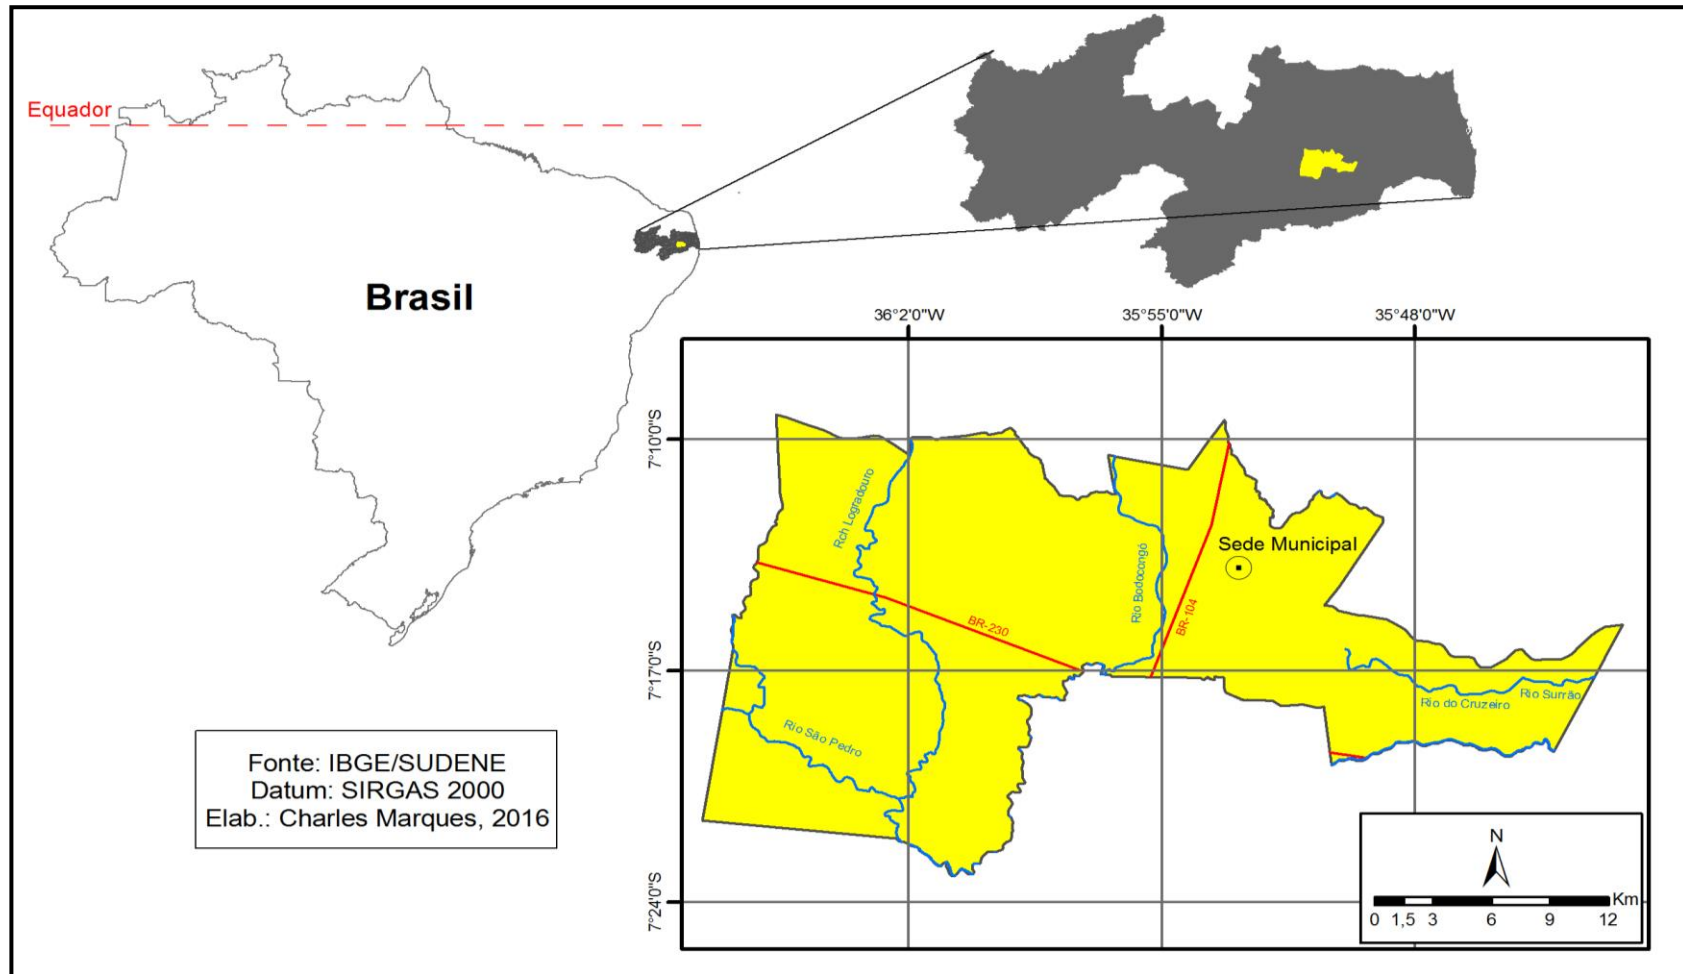 Equador
Brasil
36°2'0"W
35°55'0"W
35°48'0"W
7°10'0"S
7°17'0"S
7°24'0"S
Rch Logradouro
Rio Bodocongó
BR-104
Sede Municipal
BR-230
Rio São Pedro
Rio do Cruzeiro
Rio Surrão
Fonte: IBGE/SUDENE
Datum: SIRGAS 2000
Elab.: Charles Marques, 2016
N
Km
0 1,5 3 6 9 12